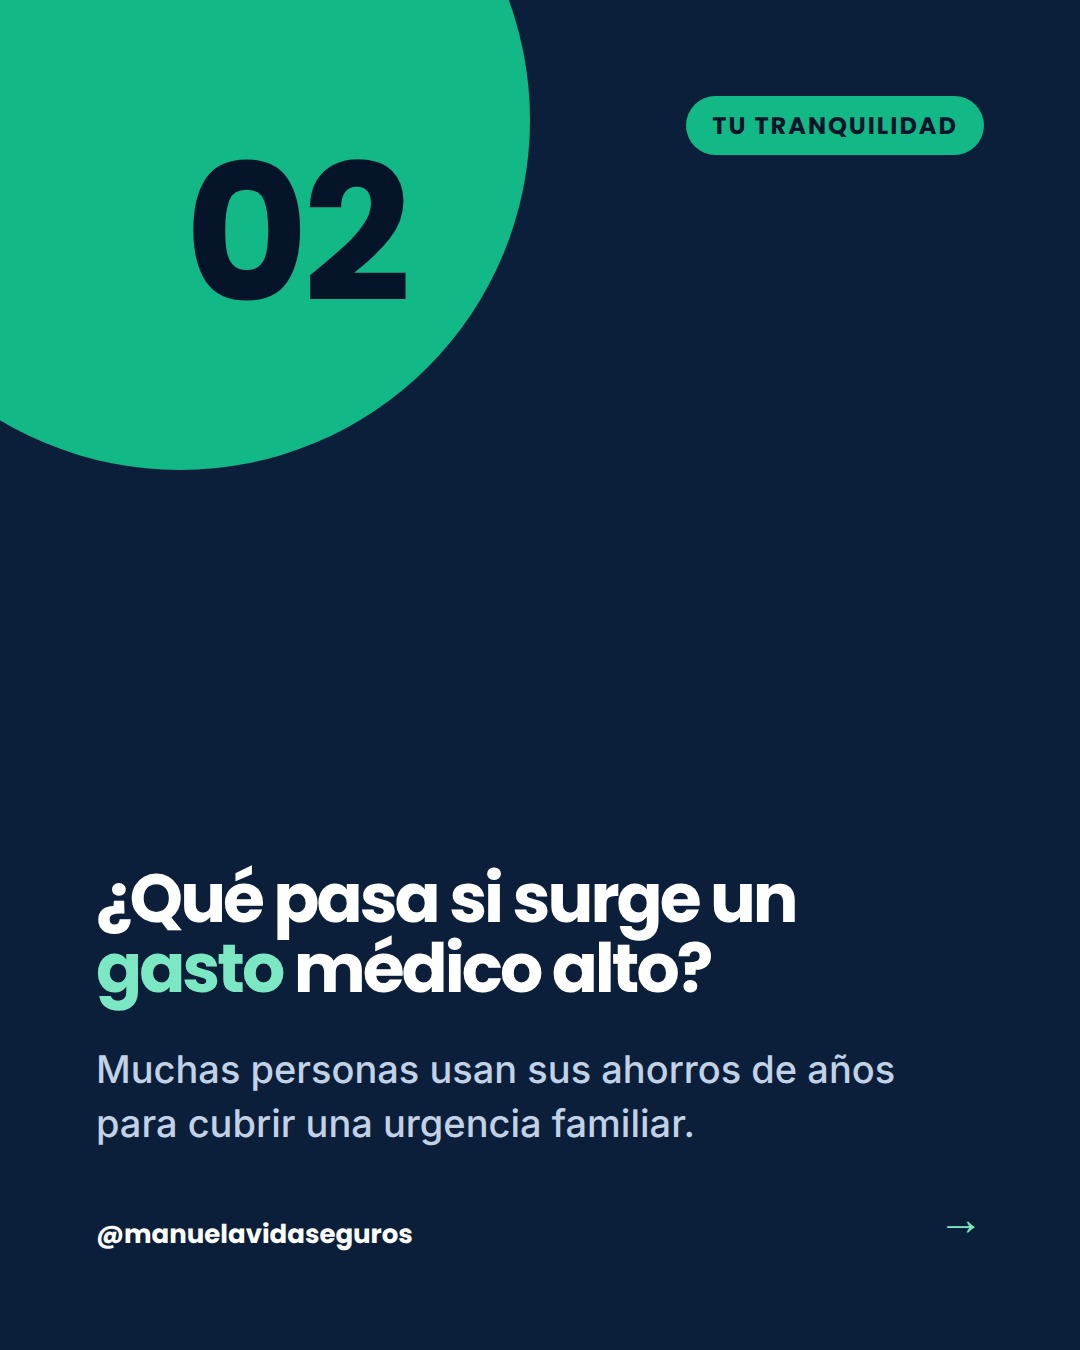 02
TU TRANQUILIDAD
¿Qué pasa si surge un
gasto médico alto?
Muchas personas usan sus ahorros de años
para cubrir una urgencia familiar.
@manuelavidaseguros
→